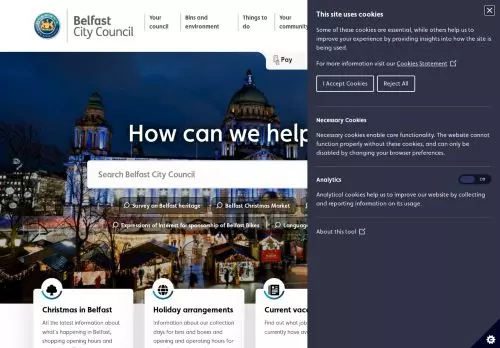 Belfast
City Council
Your
council
Bins and
environment
Things to
do
Your
community
Pay
How can we help
Search Belfast City Council
Survey on Belfast heritage
Belfast Christmas Market
Expressions of Interest for sponsorship of Belfast Bikes
Languag
Christmas in Belfast
All the latest information about
what's happening in Belfast,
shopping opening hours and
Holiday arrangements
Information about our collection
days for bins and boxes and
opening and operating hours for
Current vaca
Find out what jobs
currently have av
This site uses cookies
Some of these cookies are essential, while others help us to
improve your experience by providing insights into how the site is
being used.
For more information visit our Cookies Statement
I Accept Cookies
Reject All
Necessary Cookies
Necessary cookies enable core functionality. The website cannot
function properly without these cookies, and can only be
disabled by changing your browser preferences.
Analytics
Off
Analytical cookies help us to improve our website by collecting
and reporting information on its usage.
About this tool